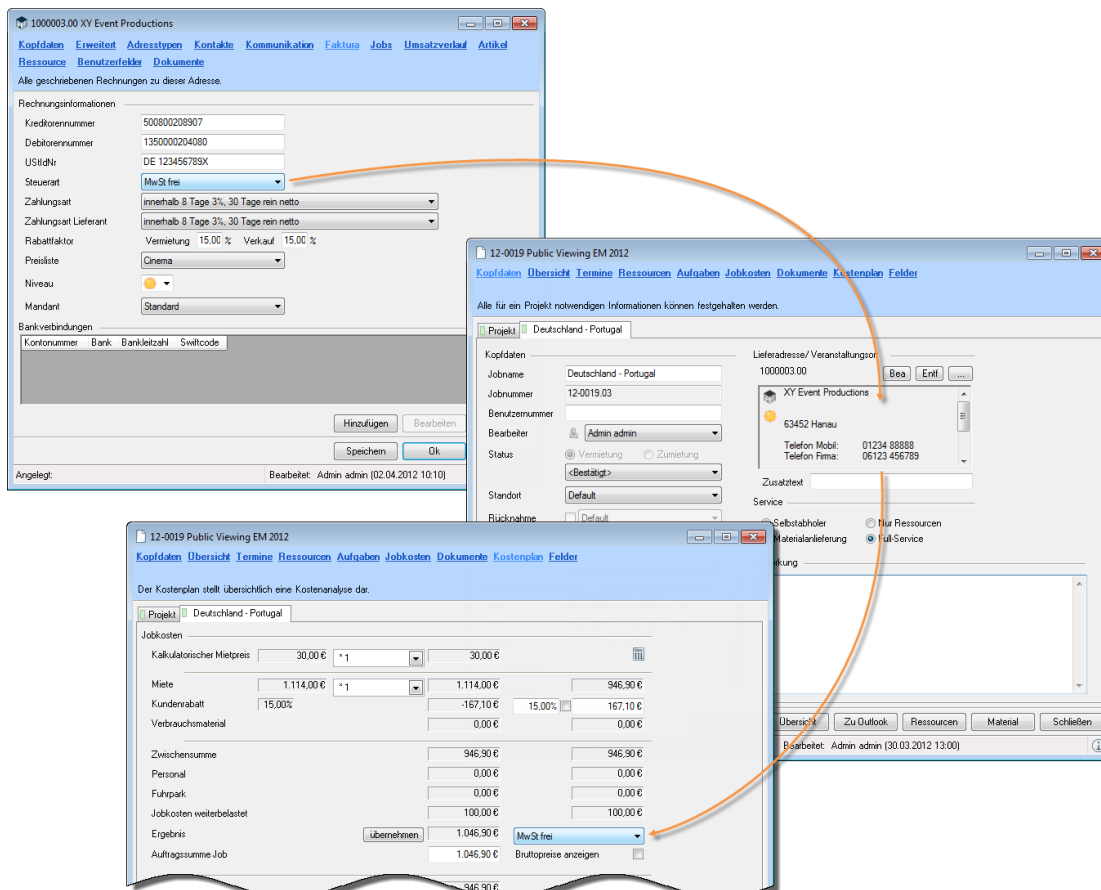 1000003.00 XY Event Productions
Kopfdaten Erweitert Adresstypen Kontakte Kommunikation Faktura Jobs Umsatzverlauf Artikel
Ressource Benutzerfelder Dokumente
Alle geschriebenen Rechnungen zu dieser Adresse.
Rechnungsinformationen
Kreditorennummer 500800208907
Debitorennummer 1350000204080
UStIdNr DE 123456789X
Steuerart MwSt frei
Zahlungsart innerhalb 8 Tage 3%, 30 Tage rein netto
Zahlungsart Lieferant innerhalb 8 Tage 3%, 30 Tage rein netto
Rabattfaktor Vermietung 15,00 % Verkauf 15,00 %
Preisliste Cinema
Niveau
Mandant Standard
Bankverbindungen
Kontonummer Bank Bankleitzahl Swiftcode
Hinzufügen Bearbeiten
Speichern Ok
Angelegt: Bearbeitet: Admin admin (02.04.2012 10:10)
12-0019 Public Viewing EM 2012
Kopfdaten Übersicht Termine Ressourcen Aufgaben Jobkosten Dokumente Kostenplan Felder
Alle für ein Projekt notwendigen Informationen können festgehalten werden.
Projekt Deutschland - Portugal
Kopfdaten
Jobname Deutschland - Portugal
Jobnummer 12-0019.03
Benutzernummer
Bearbeiter Admin admin
Status Vermietung Zumietung
<Bestätigt>
Standort Default
Rücknahme Default
Lieferadresse/Veranstaltungsort
1000003.00 Bea Entf ...
XY Event Productions
63452 Hanau
Telefon Mobil: 01234 88888
Telefon Firma: 06123 456789
Zusatztext
Service
Selbstabholer Nur Ressourcen
Materialanlieferung Full-Service
Übersicht Zu Outlook Ressourcen Material Schließen
Bearbeitet: Admin admin (30.03.2012 13:00)
12-0019 Public Viewing EM 2012
Kopfdaten Übersicht Termine Ressourcen Aufgaben Jobkosten Dokumente Kostenplan Felder
Der Kostenplan stellt übersichtlich eine Kostenanalyse dar.
Projekt Deutschland - Portugal
Jobkosten
Kalkulatorischer Mietpreis 30,00 € * 1 30,00 €
Miete 1.114,00 € * 1 1.114,00 € 946,90 €
Kundenrabatt 15,00% -167,10 € 15,00% 167,10 €
Verbrauchsmaterial 0,00 € 0,00 €
Zwischensumme 946,90 € 946,90 €
Personal 0,00 € 0,00 €
Fuhrpark 0,00 € 0,00 €
Jobkosten weiterbelastet 100,00 € 100,00 €
Ergebnis übernehmen 1.046,90 € MwSt frei
Auftragssumme Job 1.046,90 € Bruttopreise anzeigen
946,90 €